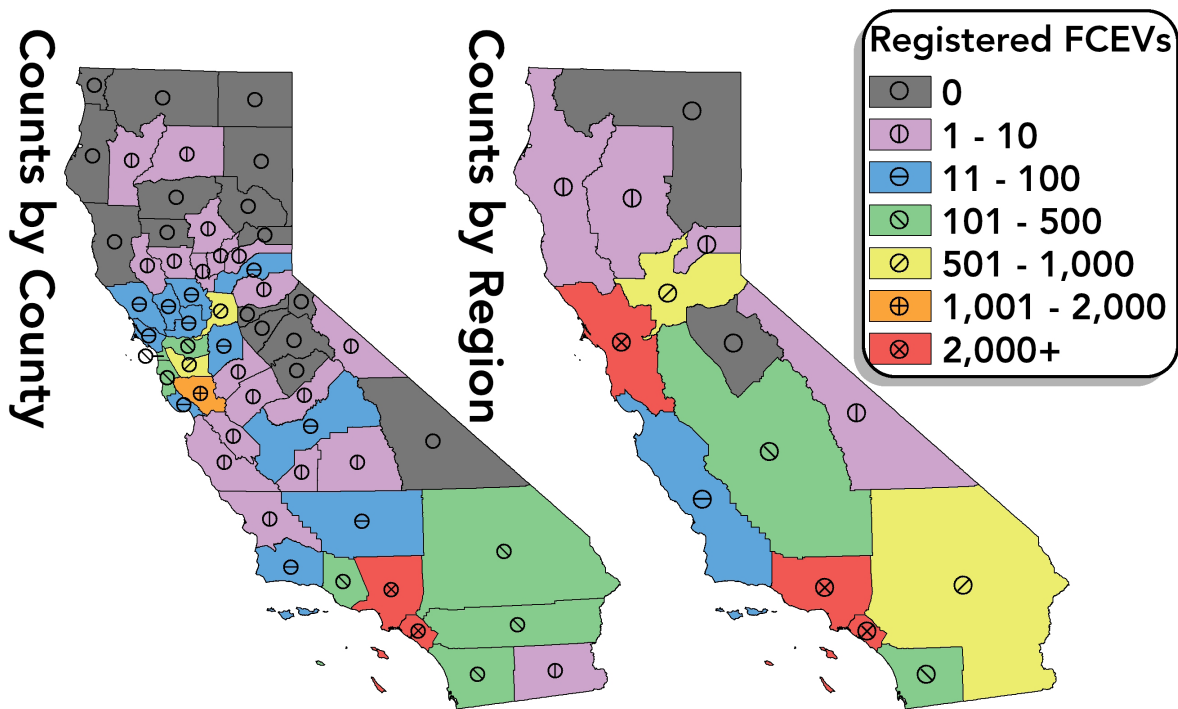 Counts by County
Counts by Region
Registered FCEVs
0
1 - 10
11 - 100
101 - 500
501 - 1,000
1,001 - 2,000
2,000+